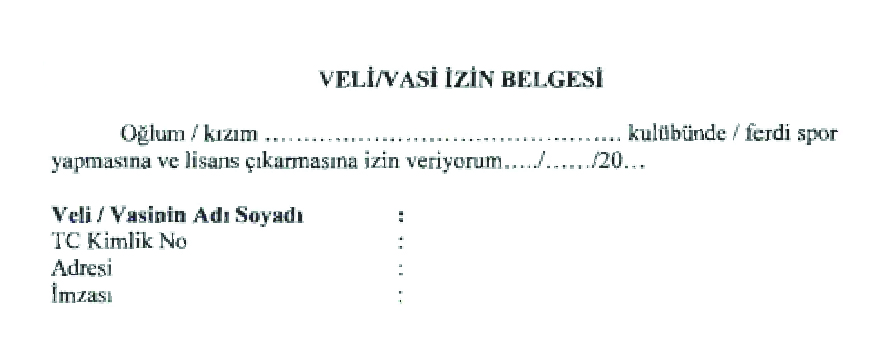 VELİ/VASİ İZİN BELGESİ
Oğlum / kızım ................................................ kulübünde / ferdi spor
yapmasına ve lisans çıkarmasına izin veriyorum...../....../20...
Veli / Vasinin Adı Soyadı :
TC Kimlik No :
Adresi :
İmzası :